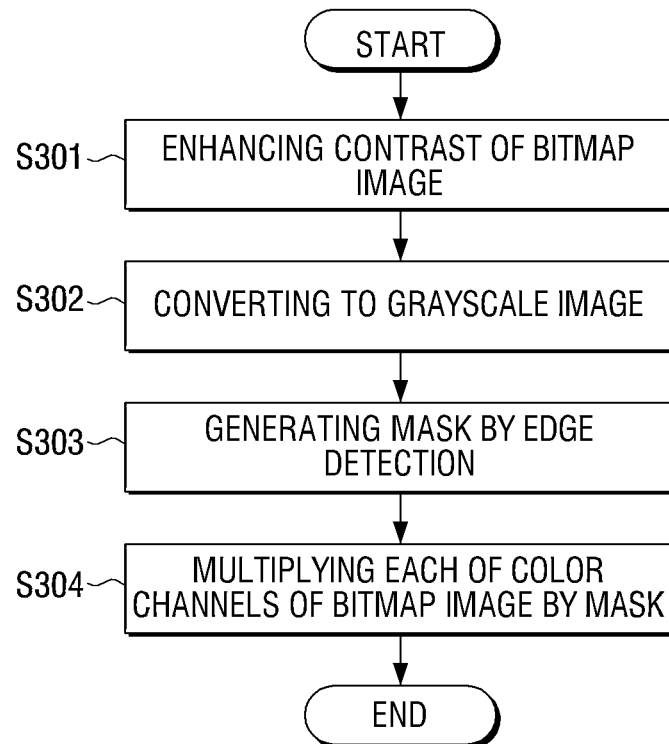 START
S301
ENHANCING CONTRAST OF BITMAP
IMAGE
S302
CONVERTING TO GRAYSCALE IMAGE
S303
GENERATING MASK BY EDGE
DETECTION
S304
MULTIPLYING EACH OF COLOR
CHANNELS OF BITMAP IMAGE BY MASK
END